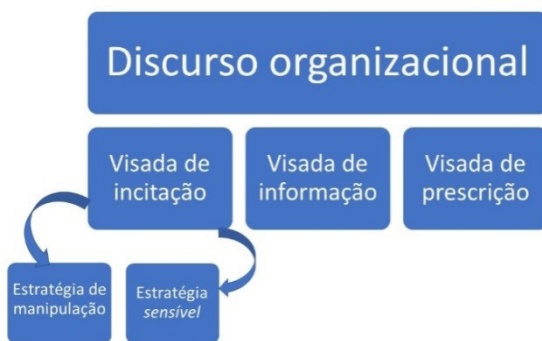 Discurso organizacional
Visada de
incitação
Visada de
informação
Visada de
prescrição
Estratégia de
manipulação
Estratégia
sensível